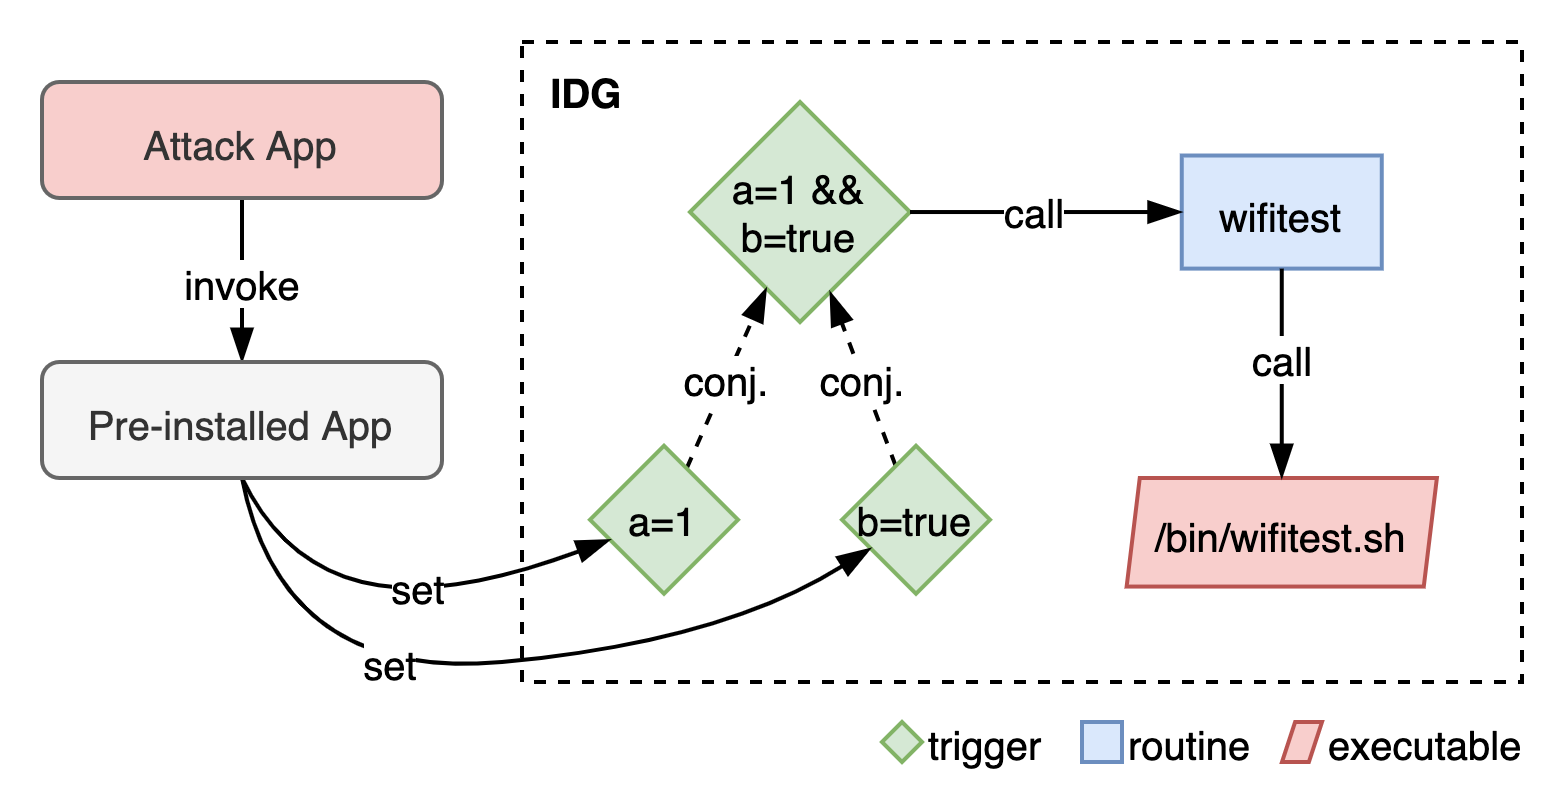 IDG
Attack App
invoke
Pre-installed App
set
set
a=1 &&
b=true
conj.
conj.
a=1
b=true
call
wifitest
call
/bin/wifitest.sh
trigger
routine
executable